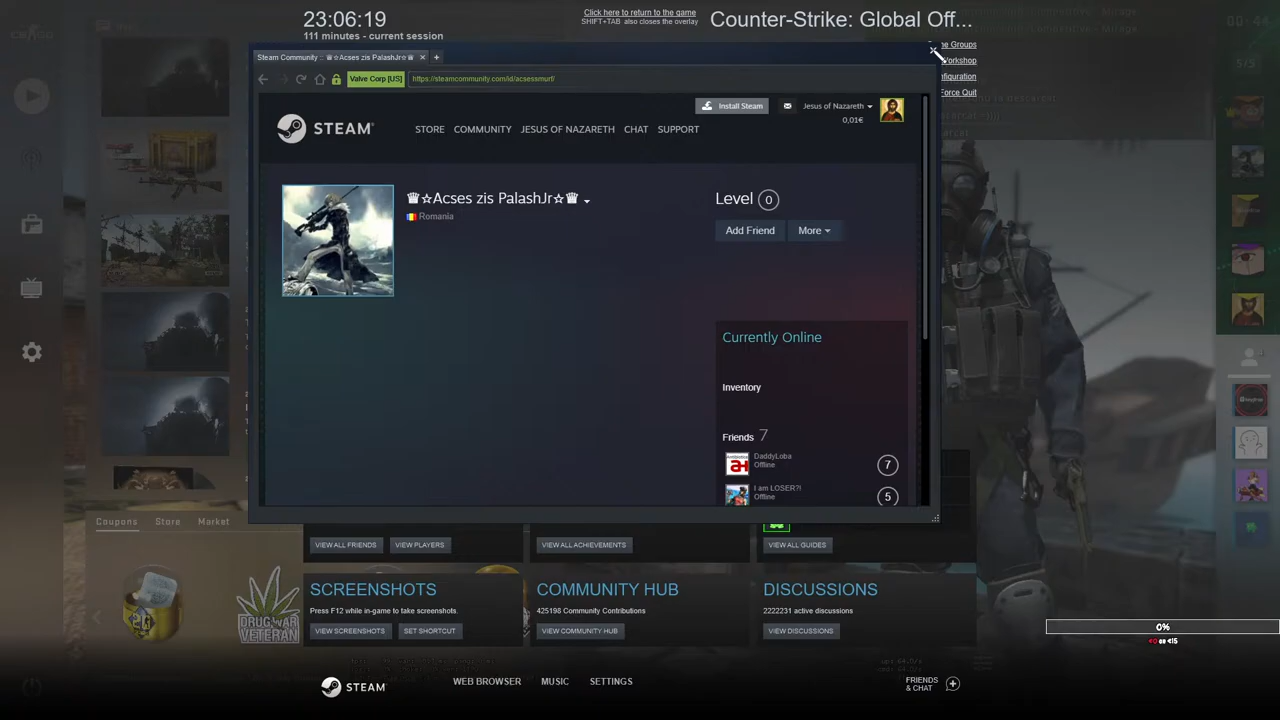 23:06:19
111 minutes - current session
Click here to return to the game
SHIFT+TAB also closes the overlay
Counter-Strike: Global Off...
Steam Community :: ♛☆Acses zis PalashJr☆♛
Valve Corp [US]
https://steamcommunity.com/id/acsessmurf/
me Groups
Workshop
nfiguration
Force Quit
Install Steam
Jesus of Nazareth
0,01€
STEAM
STORE
COMMUNITY
JESUS OF NAZARETH
CHAT
SUPPORT
♛☆Acses zis PalashJr☆♛
Romania
Level 0
Add Friend
More
Currently Online
Inventory
Friends 7
DaddyLoba
Offline
7
I am LOSER?!
Offline
5
Coupons
Store
Market
DRUG WAR
VETERAN
VIEW ALL FRIENDS
VIEW PLAYERS
VIEW ALL ACHIEVEMENTS
VIEW ALL GUIDES
SCREENSHOTS
Press F12 while in-game to take screenshots.
VIEW SCREENSHOTS
SET SHORTCUT
COMMUNITY HUB
425198 Community Contributions
VIEW COMMUNITY HUB
DISCUSSIONS
2222231 active discussions
VIEW DISCUSSIONS
0%
STEAM
WEB BROWSER
MUSIC
SETTINGS
FRIENDS
& CHAT